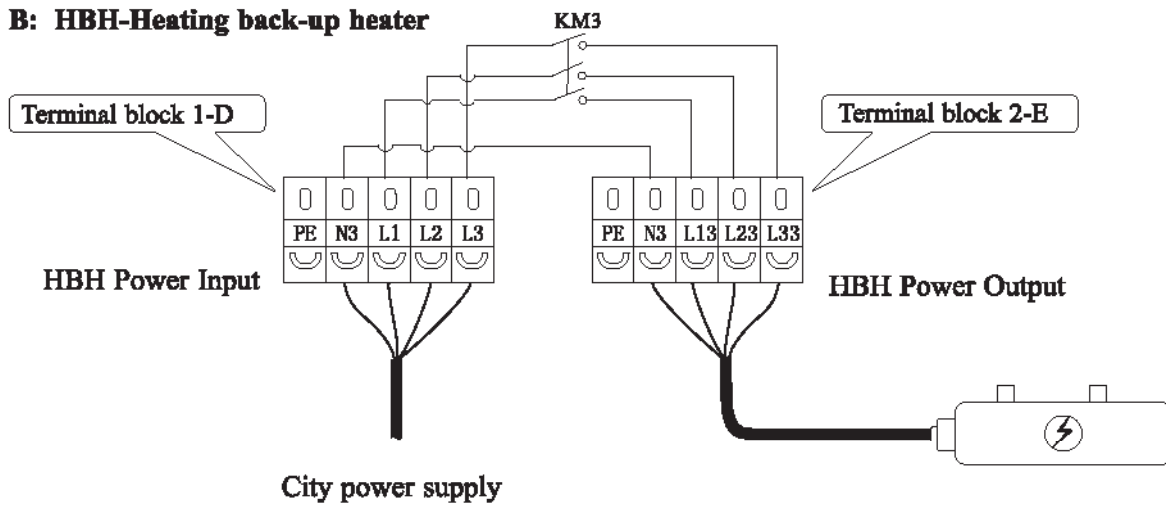 B: HBH-Heating back-up heater
KM3
Terminal block 1-D
Terminal block 2-E
PE N3 L1 L2 L3
PE N3 L13 L23 L33
HBH Power Input
HBH Power Output
City power supply